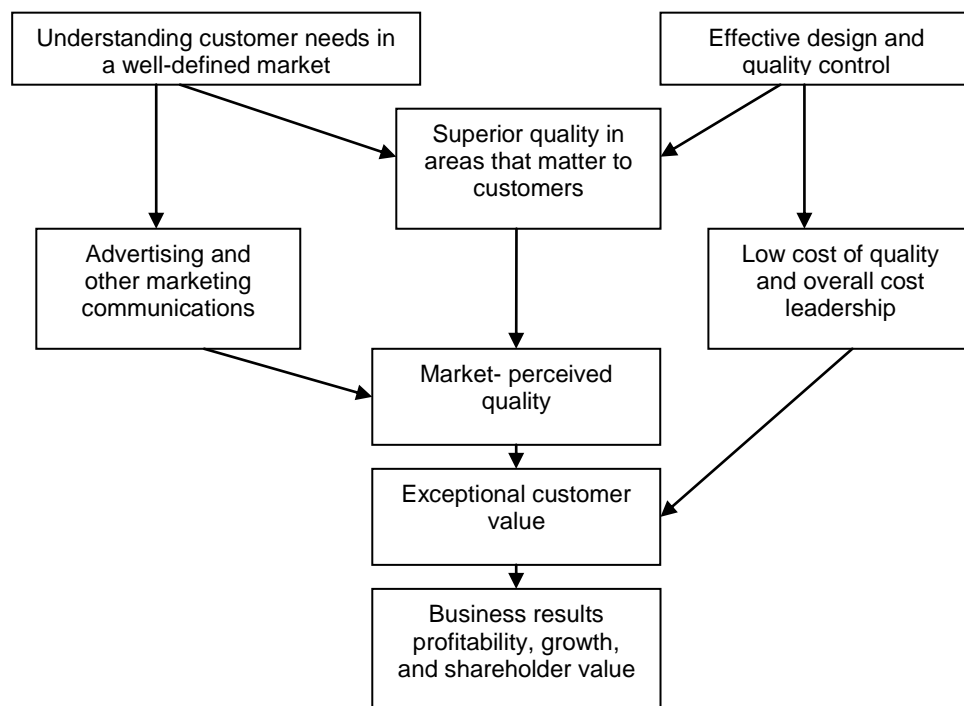 Understanding customer needs in
a well-defined market
Effective design and
quality control
Superior quality in
areas that matter to
customers
Advertising and
other marketing
communications
Low cost of quality
and overall cost
leadership
Market- perceived
quality
Exceptional customer
value
Business results
profitability, growth,
and shareholder value